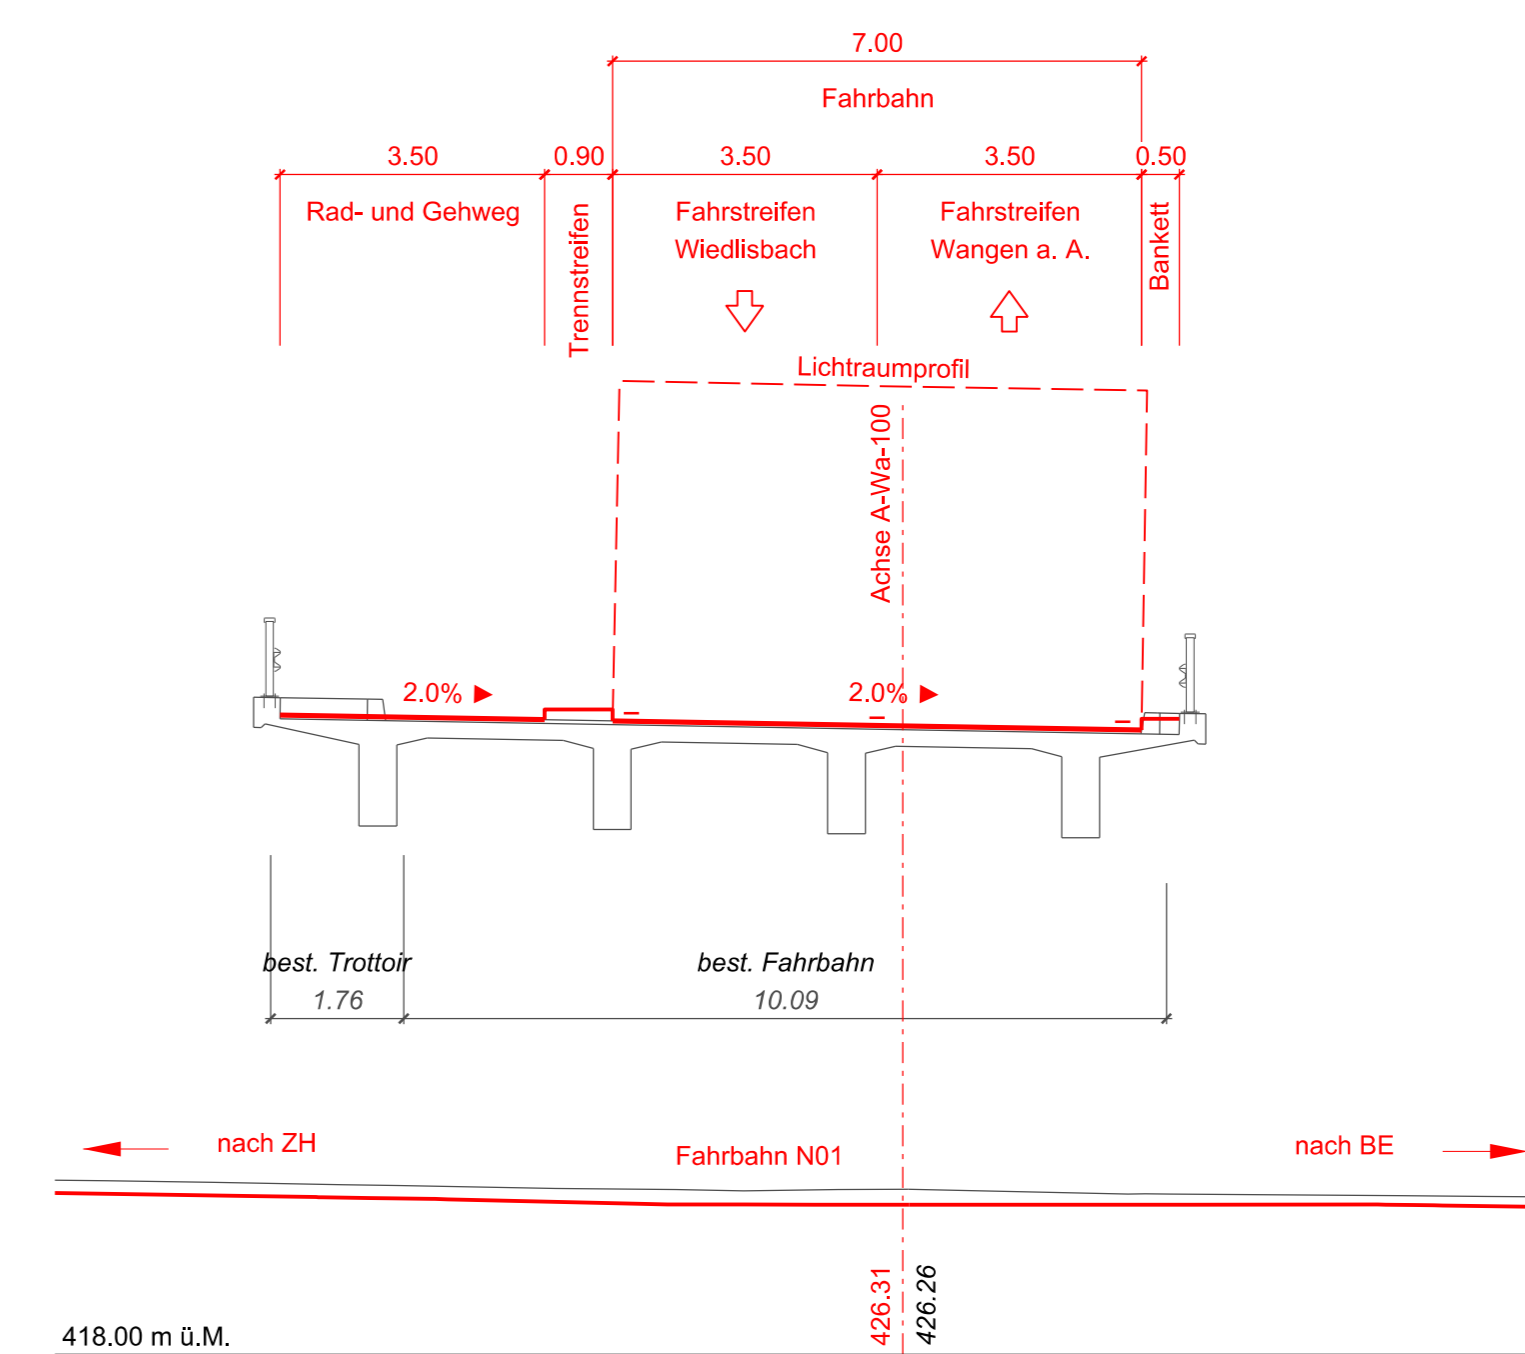 7.00
Fahrbahn
3.50
0.90
3.50
3.50
0.50
Rad- und Gehweg
Trennstreifen
Fahrstreifen
Wiedlisbach
Fahrstreifen
Wangen a. A.
Bankett
Lichtraumprofil
Achse A-Wa-100
2.0%
2.0%
best. Trottoir
1.76
best. Fahrbahn
10.09
nach ZH
Fahrbahn N01
nach BE
426.31
426.26
418.00 m ü.M.